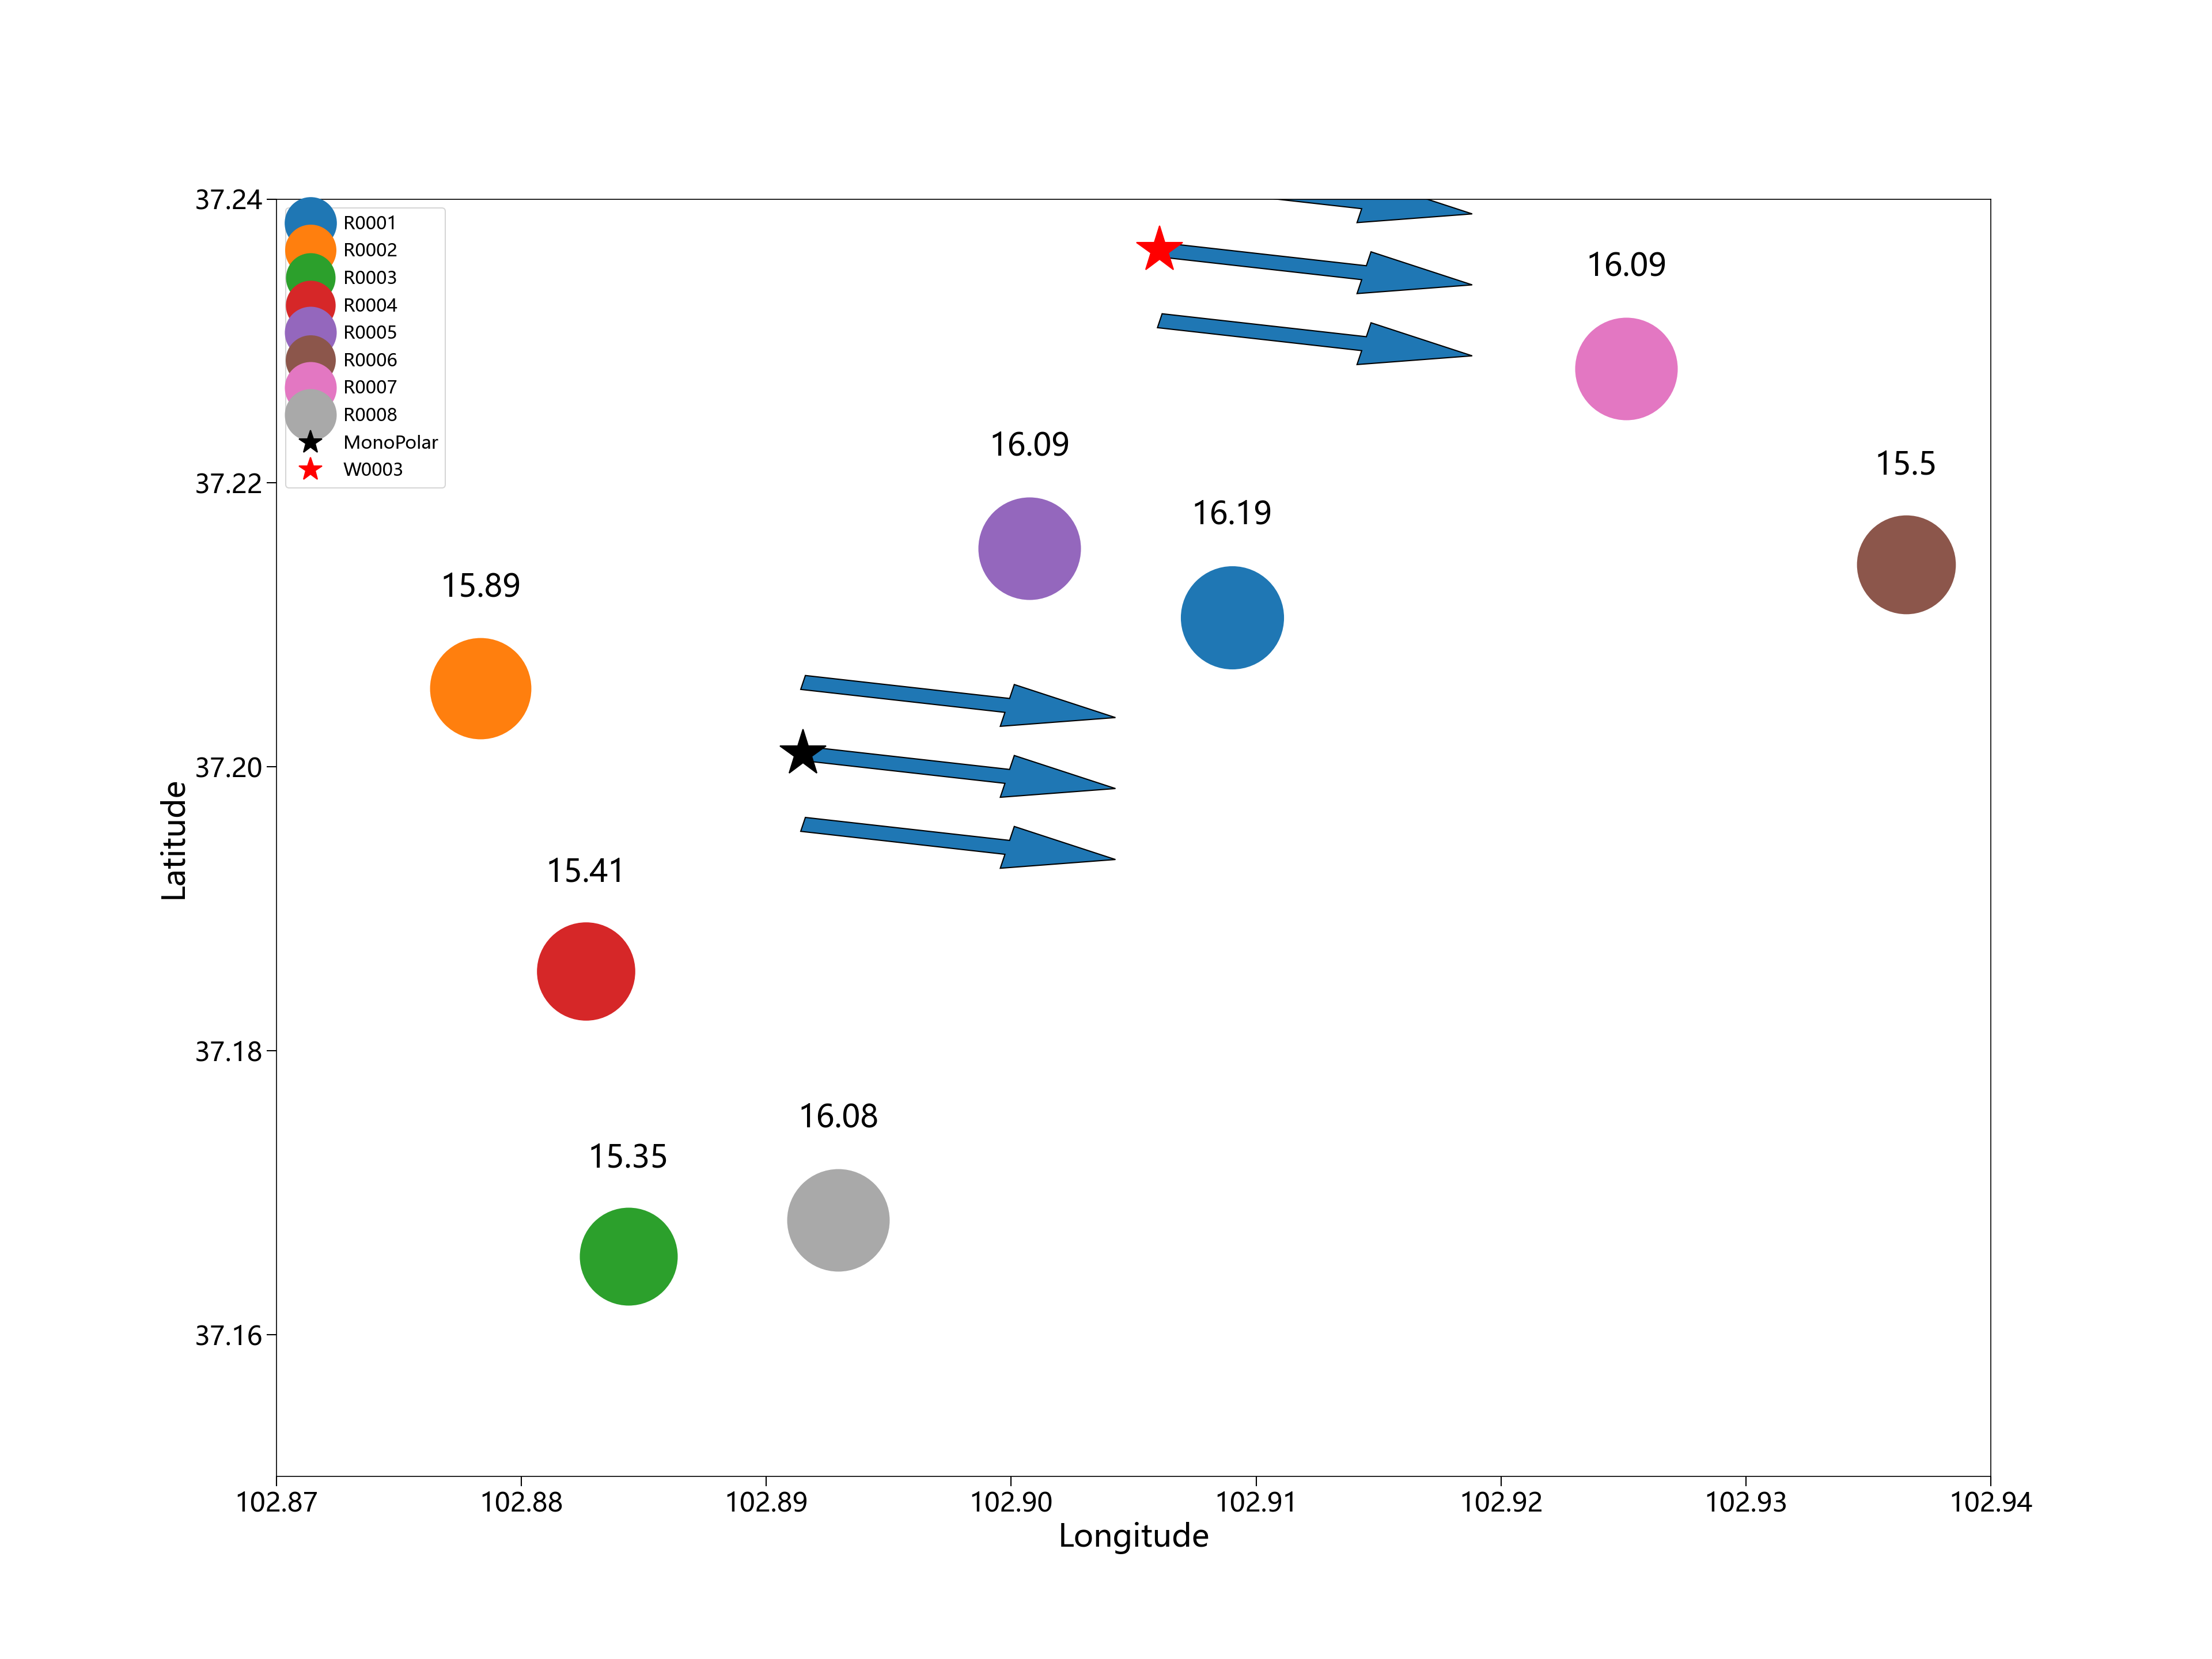 37.24
R0001
R0002
R0003
R0004
R0005
R0006
R0007
R0008
MonoPolar
W0003
16.09
16.09
15.5
37.22
16.19
15.89
37.20
Latitude
15.41
37.18
16.08
15.35
37.16
102.87 102.88 102.89 102.90 102.91 102.92 102.93 102.94
Longitude